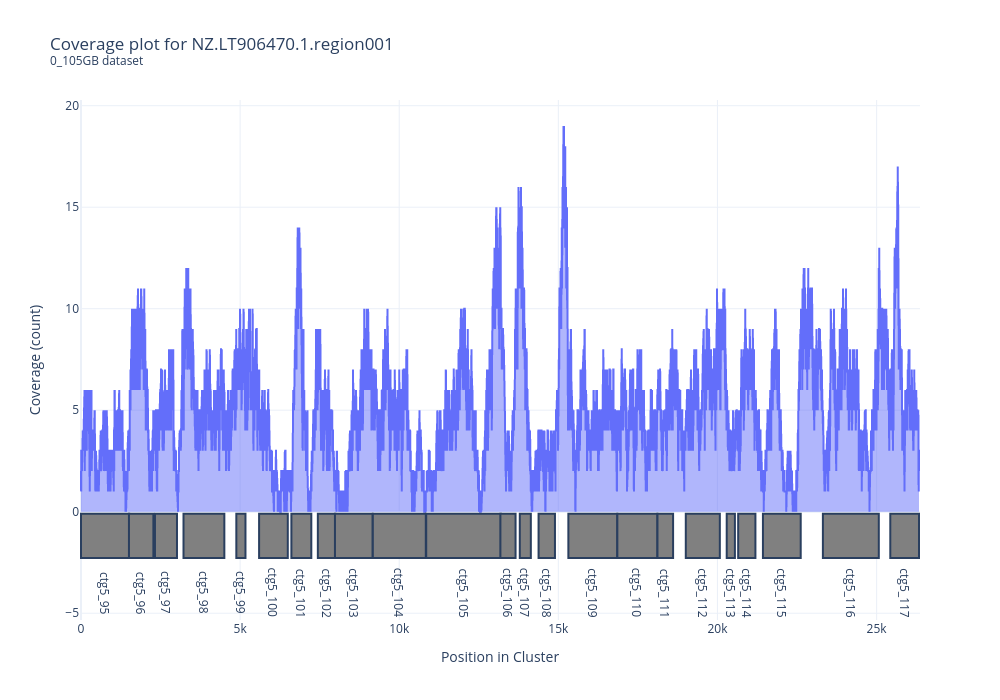 Coverage plot for NZ.LT906470.1.region001
0_105GB dataset
20
15
10
5
0
−5
Coverage (count)
ctg5_95
ctg5_96
ctg5_97
ctg5_98
ctg5_99
ctg5_100
ctg5_101
ctg5_102
ctg5_103
ctg5_104
ctg5_105
ctg5_106
ctg5_107
ctg5_108
ctg5_109
ctg5_110
ctg5_111
ctg5_112
ctg5_113
ctg5_114
ctg5_115
ctg5_116
ctg5_117
0 5k 10k 15k 20k 25k
Position in Cluster